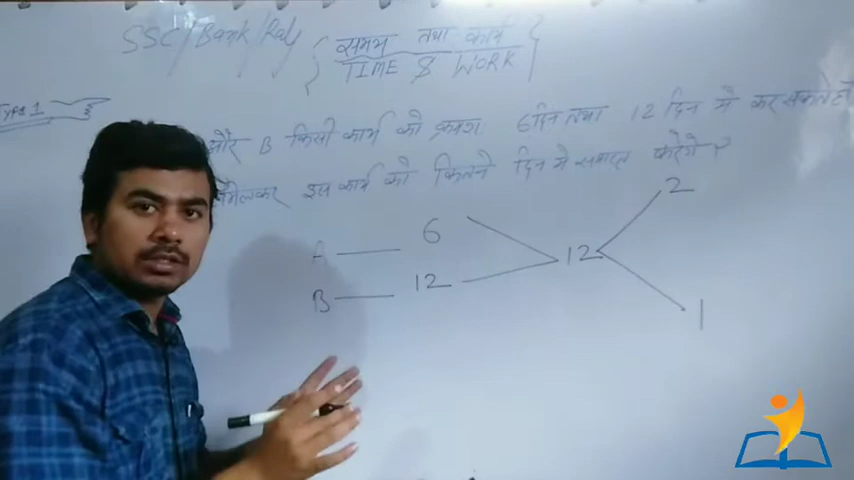 SSC/Bank/Rly { समय तथा कार्य }
TIME & WORK
TYPE 1
और B किसी कार्य को क्रमशः 6 दिन तथा 12 दिन में कर सकते हैं
मिलकर इस कार्य को कितने दिन में समाप्त करेंगे ?
A — 6
B — 12
12
2
1